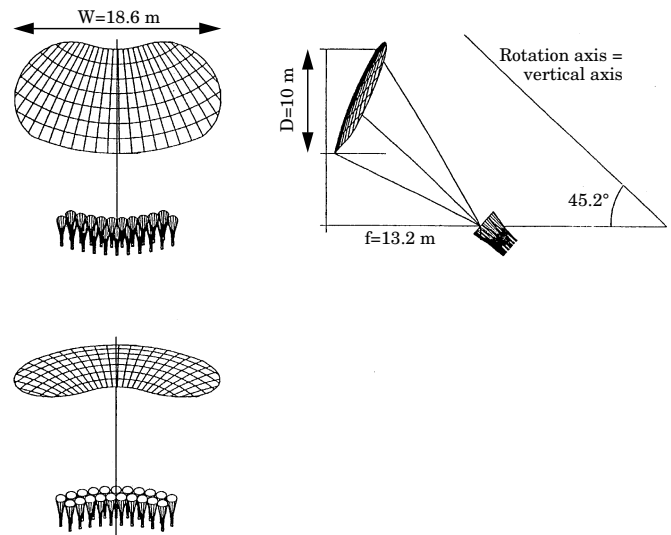 W=18.6 m
Rotation axis =
vertical axis
D=10 m
45.2°
f=13.2 m